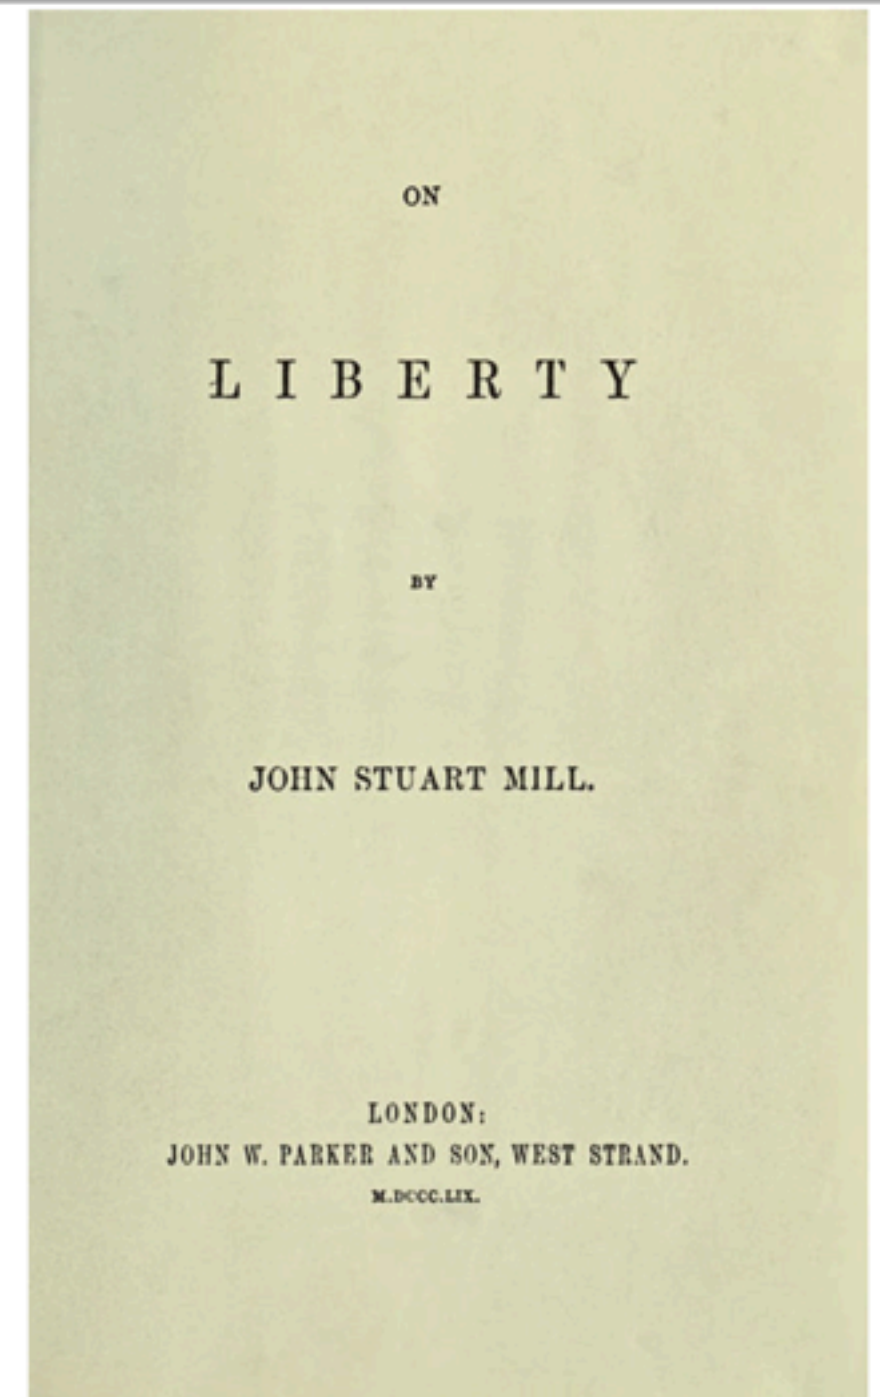 ON
LIBERTY
BY
JOHN STUART MILL.
LONDON:
JOHN W. PARKER AND SON, WEST STRAND.
M.DCCC.LIX.